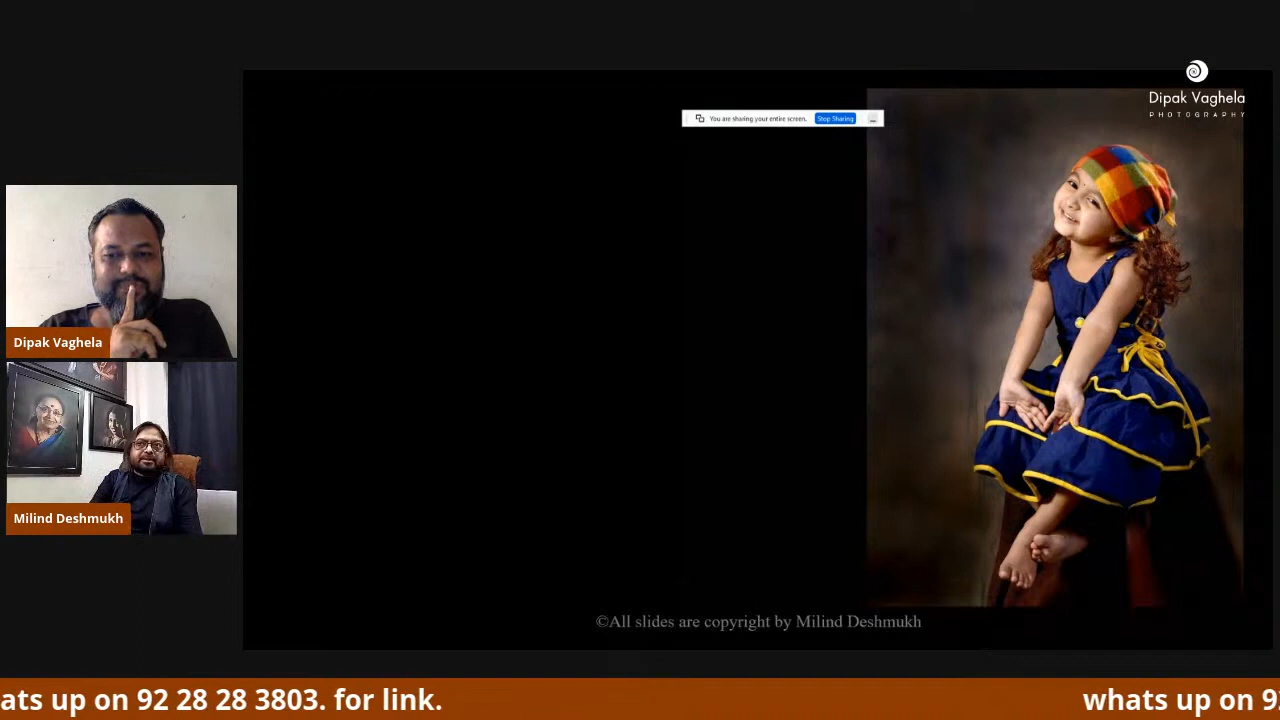 Dipak Vaghela
PHOTOGRAPHY
You are sharing your entire screen.
Stop Sharing
Dipak Vaghela
Milind Deshmukh
©All slides are copyright by Milind Deshmukh
ats up on 92 28 28 3803. for link.
whats up on 92